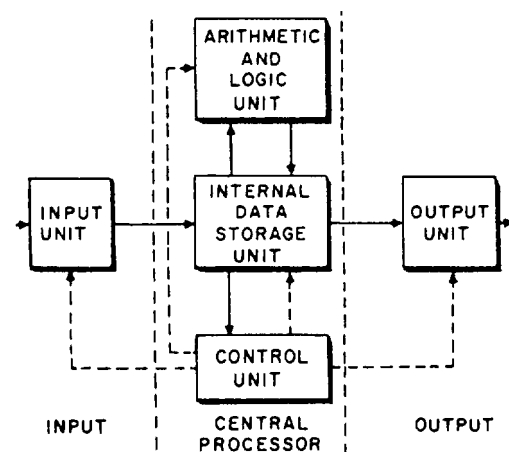 ARITHMETIC
AND
LOGIC
UNIT
INPUT
UNIT
INTERNAL
DATA
STORAGE
UNIT
OUTPUT
UNIT
CONTROL
UNIT
INPUT
CENTRAL
PROCESSOR
OUTPUT